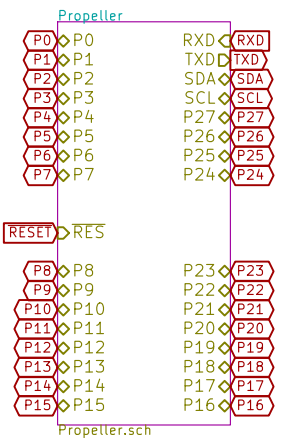 Propeller
P0 P0 RXD RXD
P1 P1 TXD TXD
P2 P2 SDA SDA
P3 P3 SCL SCL
P4 P4 P27 P27
P5 P5 P26 P26
P6 P6 P25 P25
P7 P7 P24 P24
RESET RES
P8 P8 P23 P23
P9 P9 P22 P22
P10 P10 P21 P21
P11 P11 P20 P20
P12 P12 P19 P19
P13 P13 P18 P18
P14 P14 P17 P17
P15 P15 P16 P16
Propeller.sch